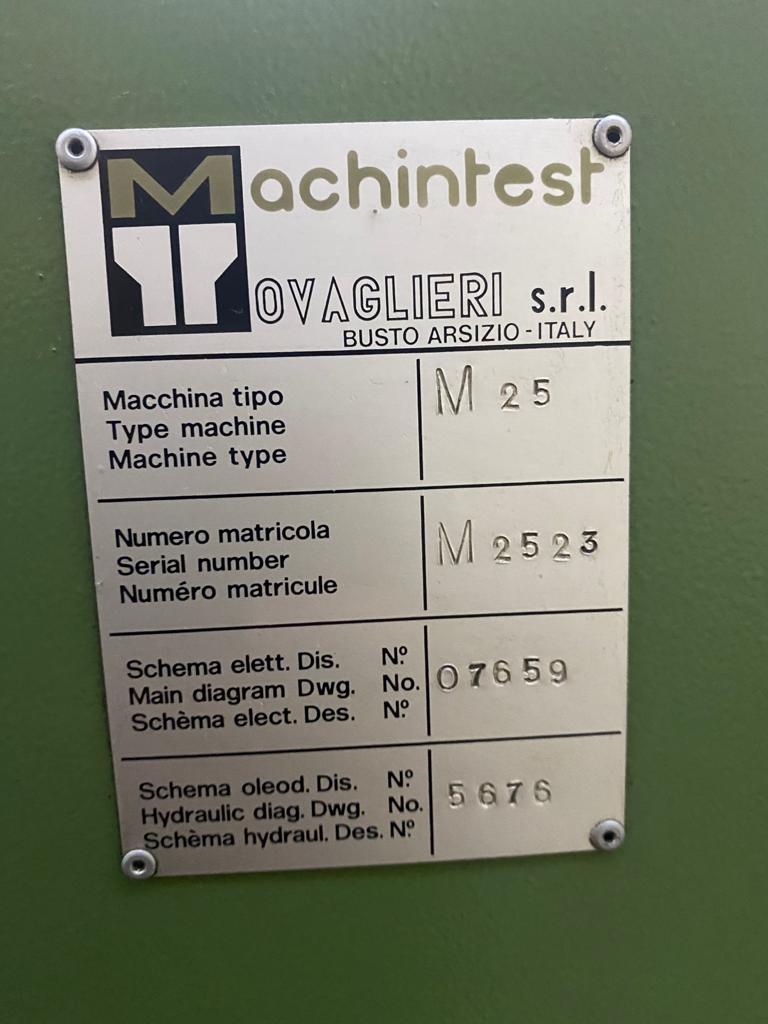 Machintest
TOVAGLIERI s.r.l.
BUSTO ARSIZIO - ITALY
Macchina tipo
Type machine
Machine type
M 25
Numero matricola
Serial number
Numéro matricule
M 2523
Schema elett. Dis. Nº
Main diagram Dwg. No.
Schèma elect. Des. Nº
07659
Schema oleod. Dis. Nº
Hydraulic diag. Dwg. No.
Schèma hydraul. Des. Nº
5676